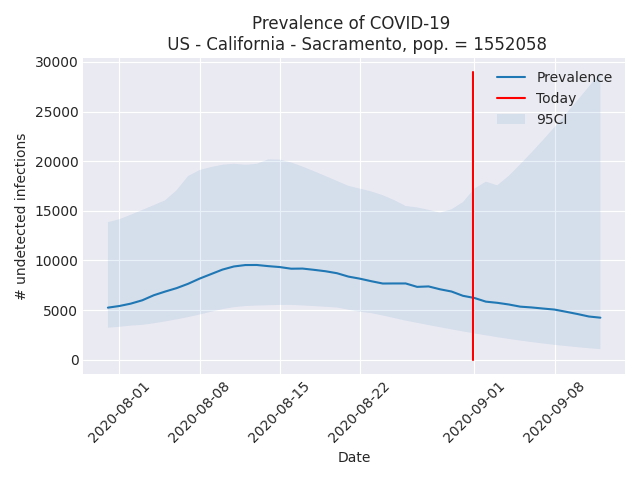 Prevalence of COVID-19
US - California - Sacramento, pop. = 1552058
30000
25000
20000
15000
10000
5000
0
# undetected infections
Prevalence
Today
95CI
2020-08-01
2020-08-08
2020-08-15
2020-08-22
2020-09-01
2020-09-08
Date